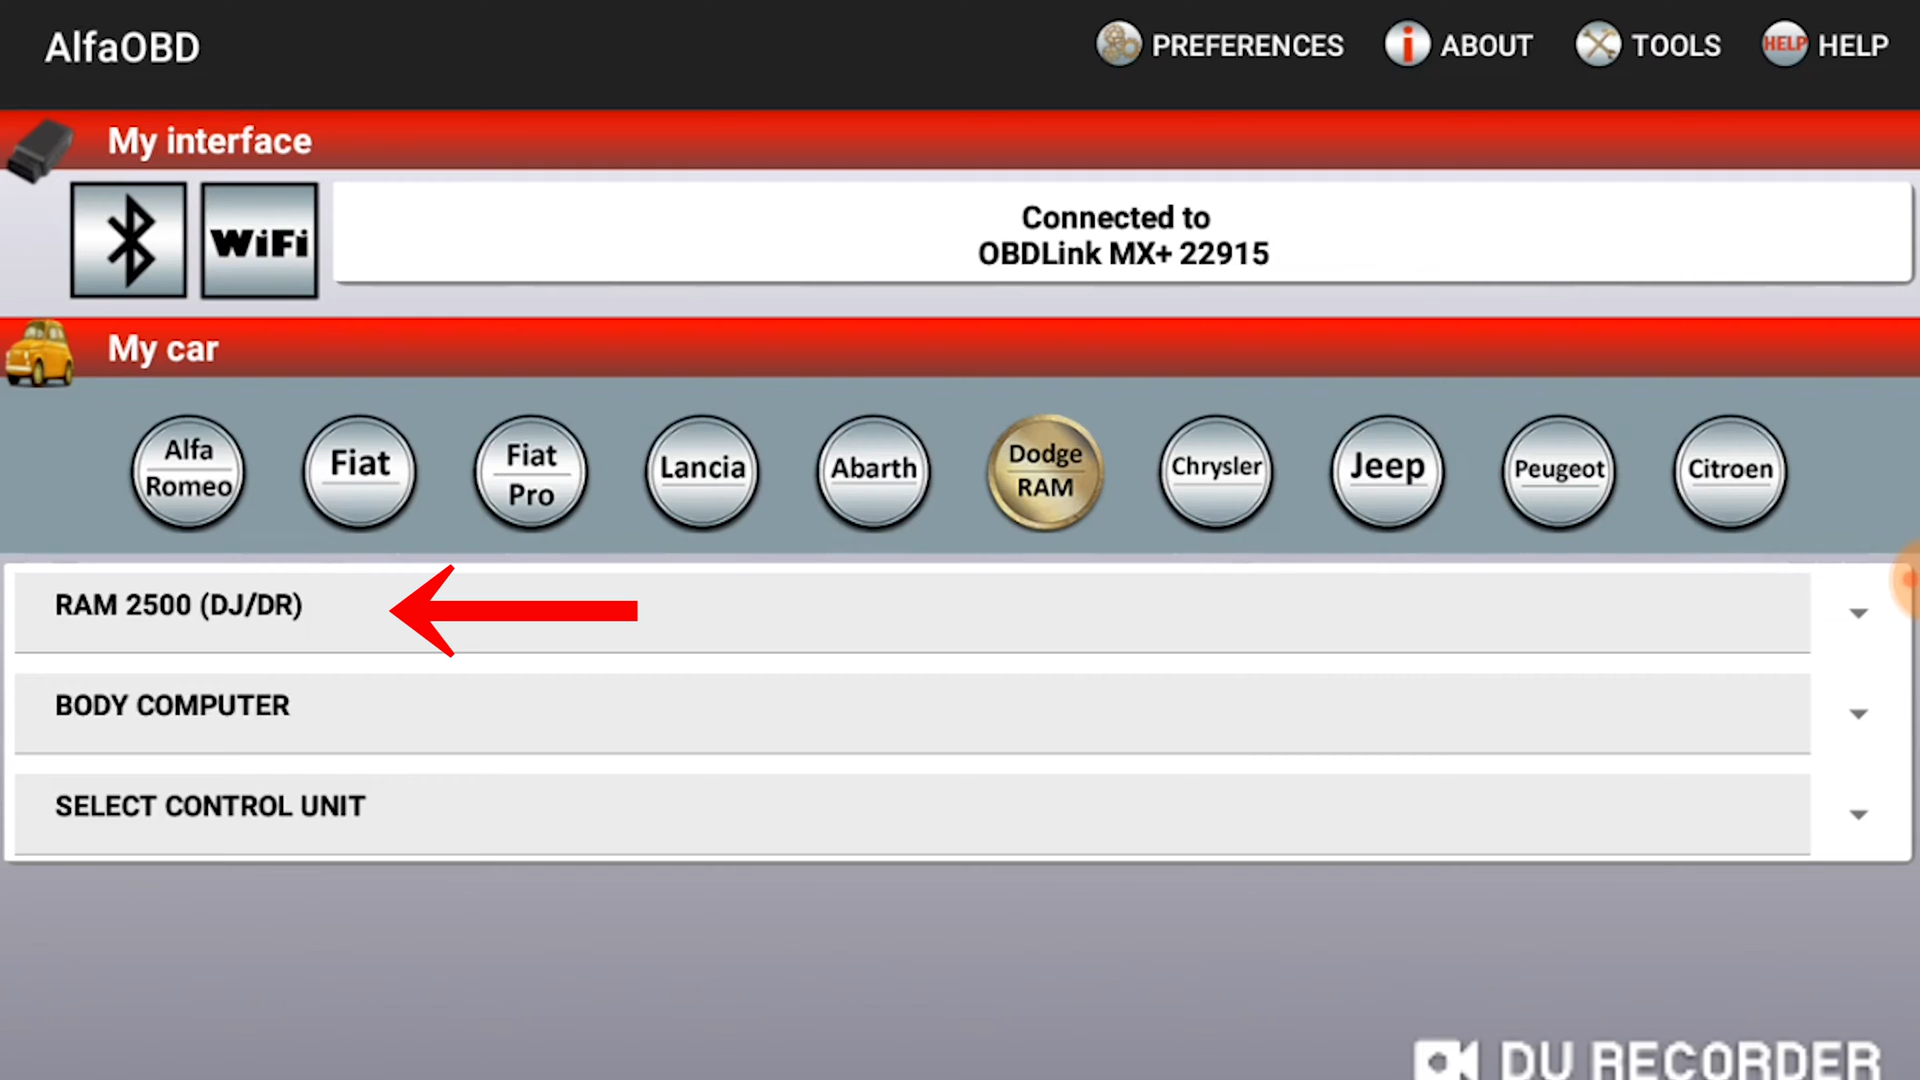 AlfaOBD
PREFERENCES
ABOUT
TOOLS
HELP
HELP
My interface
WiFi
Connected to
OBDLink MX+ 22915
My car
Alfa
Romeo
Fiat
Fiat
Pro
Lancia
Abarth
Dodge
RAM
Chrysler
Jeep
Peugeot
Citroen
RAM 2500 (DJ/DR)
BODY COMPUTER
SELECT CONTROL UNIT
DU RECORDER